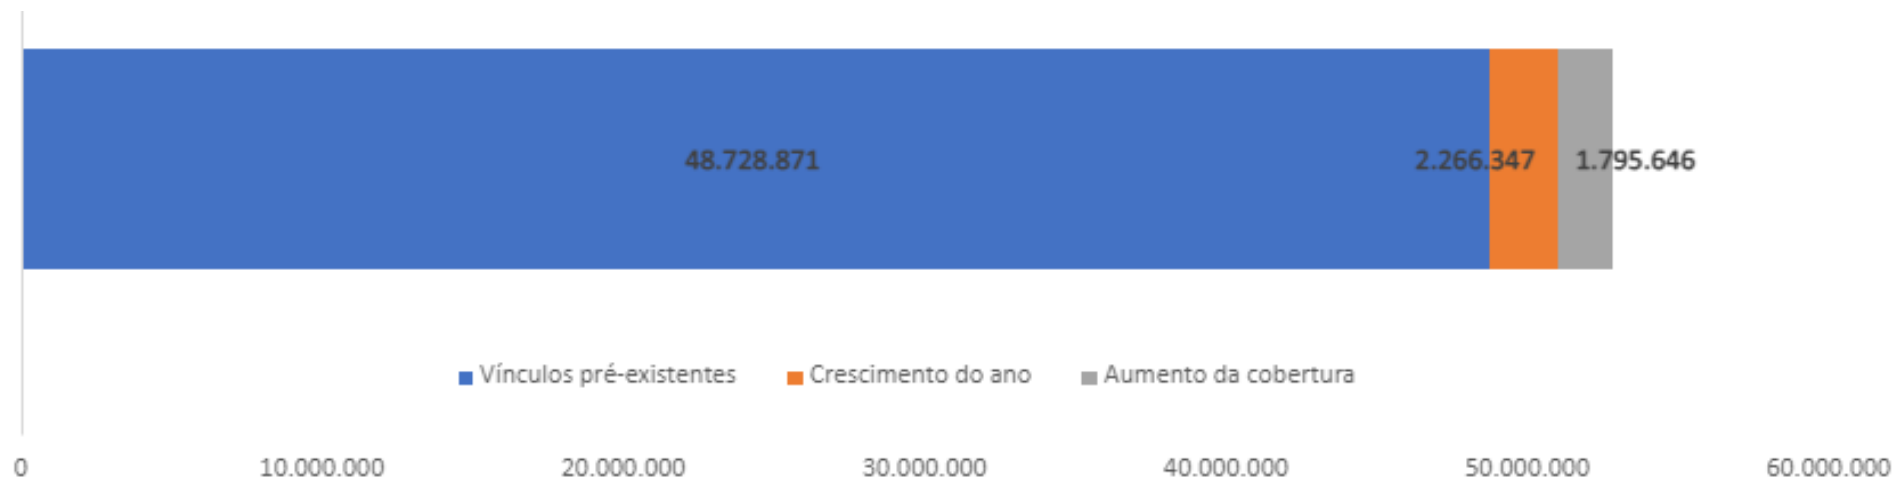 48.728.871 2.266.347 1.795.646
Vínculos pré-existentes Crescimento do ano Aumento da cobertura
0 10.000.000 20.000.000 30.000.000 40.000.000 50.000.000 60.000.000